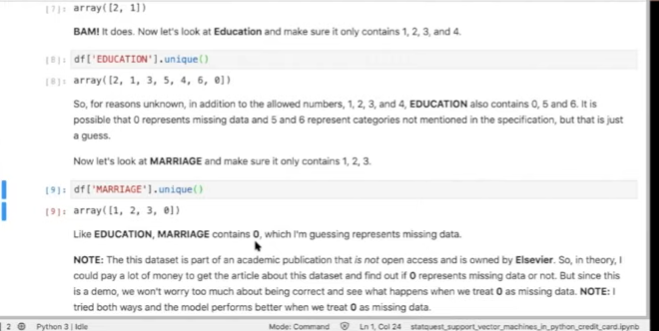 [7]: array([2, 1])
BAM! It does. Now let's look at Education and make sure it only contains 1, 2, 3, and 4.
[8]: df['EDUCATION'].unique()
[8]: array([2, 1, 3, 5, 4, 6, 0])
So, for reasons unknown, in addition to the allowed numbers, 1, 2, 3, and 4, EDUCATION also contains 0, 5 and 6. It is
possible that 0 represents missing data and 5 and 6 represent categories not mentioned in the specification, but that is just
a guess.
Now let's look at MARRIAGE and make sure it only contains 1, 2, 3.
[9]: df['MARRIAGE'].unique()
[9]: array([1, 2, 3, 0])
Like EDUCATION, MARRIAGE contains 0, which I'm guessing represents missing data.
NOTE: The this dataset is part of an academic publication that is not open access and is owned by Elsevier. So, in theory, I
could pay a lot of money to get the article about this dataset and find out if 0 represents missing data or not. But since this
is a demo, we won't worry too much about being correct and see what happens when we treat 0 as missing data. NOTE: I
tried both ways and the model performs better when we treat 0 as missing data.
2 Python 3 | Idle Mode: Command Ln 1, Col 24 statquest_support_vector_machines_in_python_credit_card.ipynb